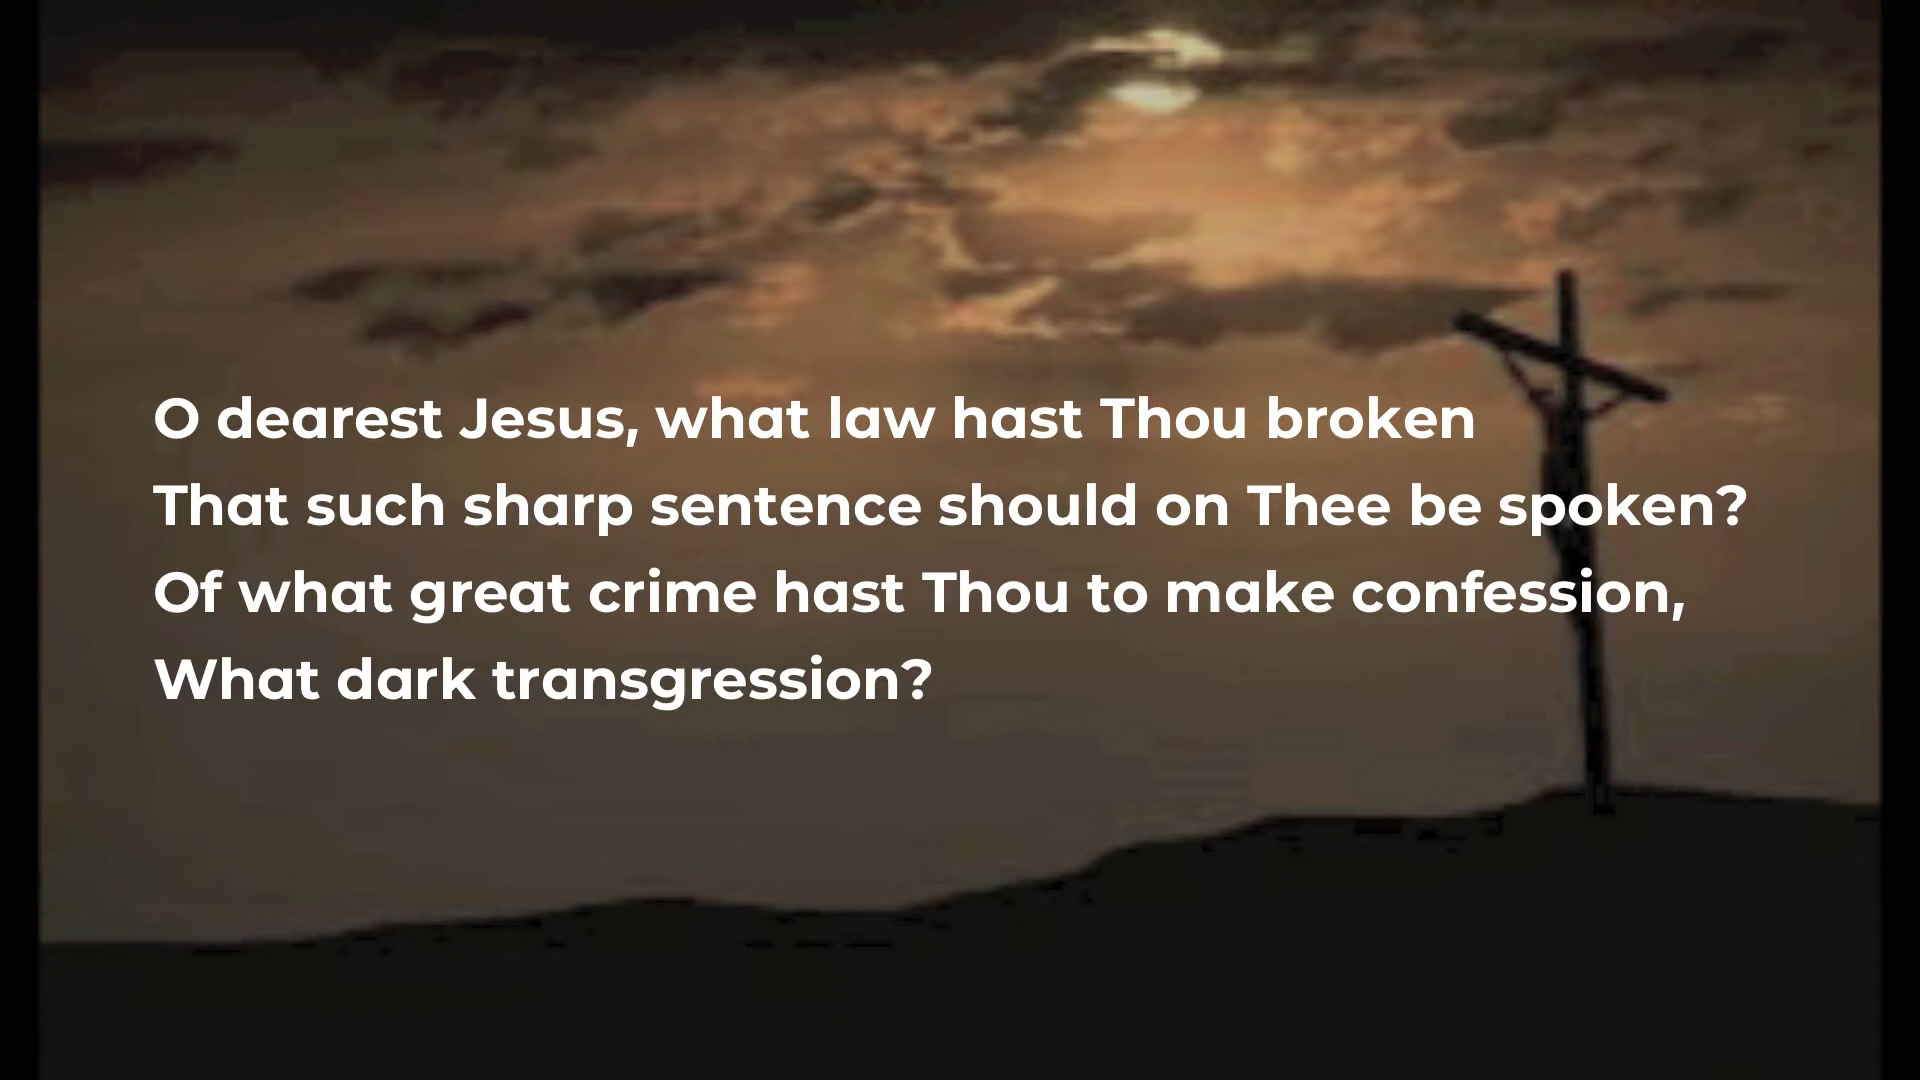 O dearest Jesus, what law hast Thou broken
That such sharp sentence should on Thee be spoken?
Of what great crime hast Thou to make confession,
What dark transgression?